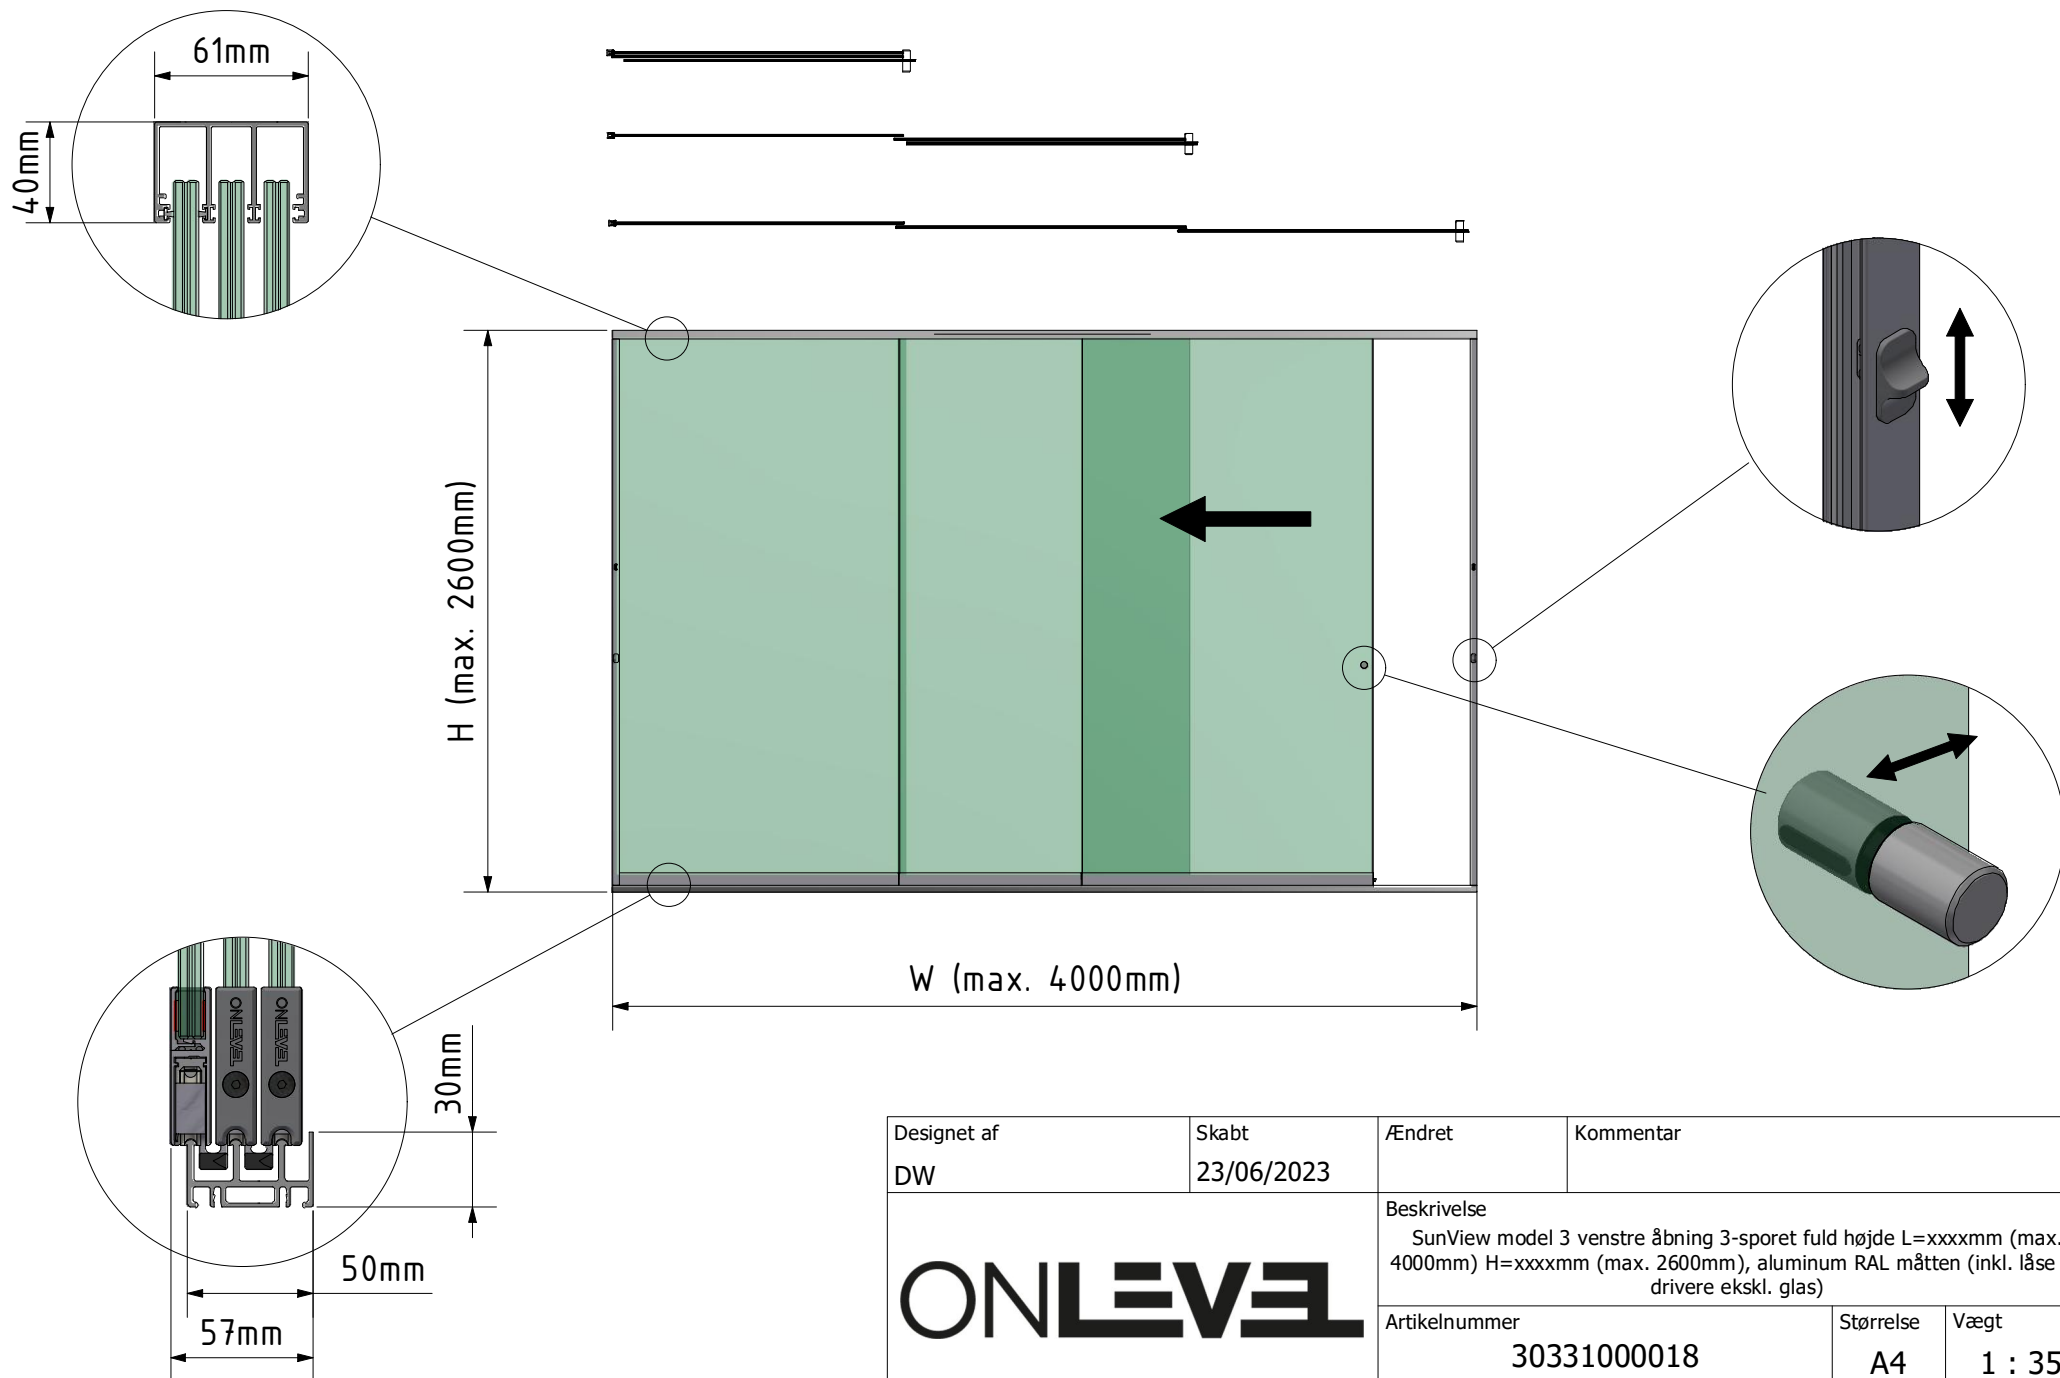 61mm
40mm
H (max. 2600mm)
W (max. 4000mm)
ONLEVEL
ONLEVEL
30mm
50mm
57mm
Designet af
DW
Skabt
23/06/2023
Ændret
Kommentar
ONLEVEL
Beskrivelse
SunView model 3 venstre åbning 3-sporet fuld højde L=xxxxmm (max.
4000mm) H=xxxxmm (max. 2600mm), aluminum RAL måtten (inkl. låse
drivere ekskl. glas)
Artikelnummer
30331000018
Størrelse
A4
Vægt
1 : 35